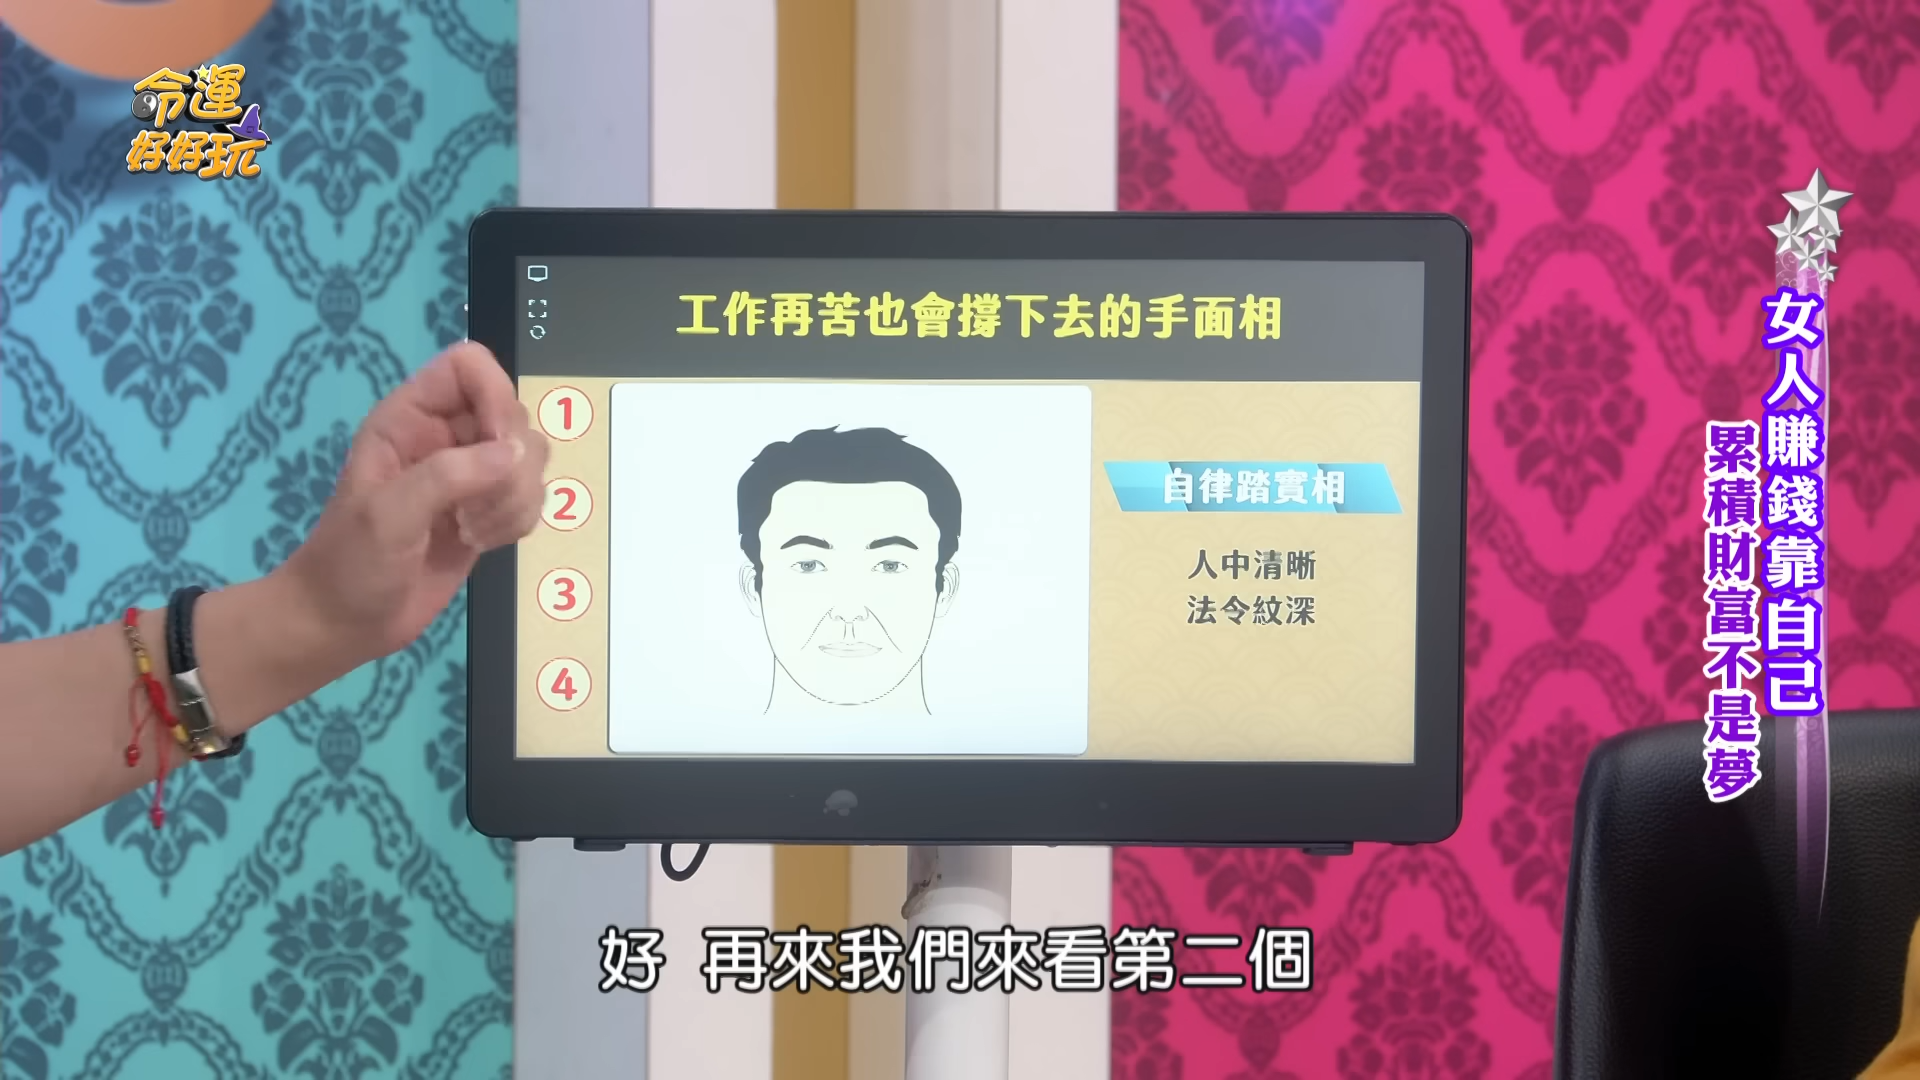 命運
好好玩
工作再苦也會撐下去的手面相
1
2
3
4
自律踏實相
人中清晰
法令紋深
女人賺錢靠自己
累積財富不是夢
好 再來我們來看第二個